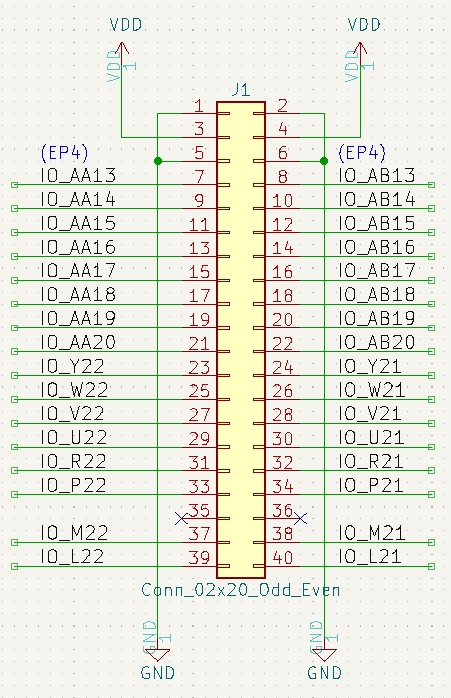 VDD VDD
VDD 1 VDD 1
J1
1 2
3 4
(EP4) 5 6 (EP4)
IO_AA13 7 8 IO_AB13
IO_AA14 9 10 IO_AB14
IO_AA15 11 12 IO_AB15
IO_AA16 13 14 IO_AB16
IO_AA17 15 16 IO_AB17
IO_AA18 17 18 IO_AB18
IO_AA19 19 20 IO_AB19
IO_AA20 21 22 IO_AB20
IO_Y22 23 24 IO_Y21
IO_W22 25 26 IO_W21
IO_V22 27 28 IO_V21
IO_U22 29 30 IO_U21
IO_R22 31 32 IO_R21
IO_P22 33 34 IO_P21
35 36
IO_M22 37 38 IO_M21
IO_L22 39 40 IO_L21
Conn_02x20_Odd_Even
GND 1 GND 1
GND GND